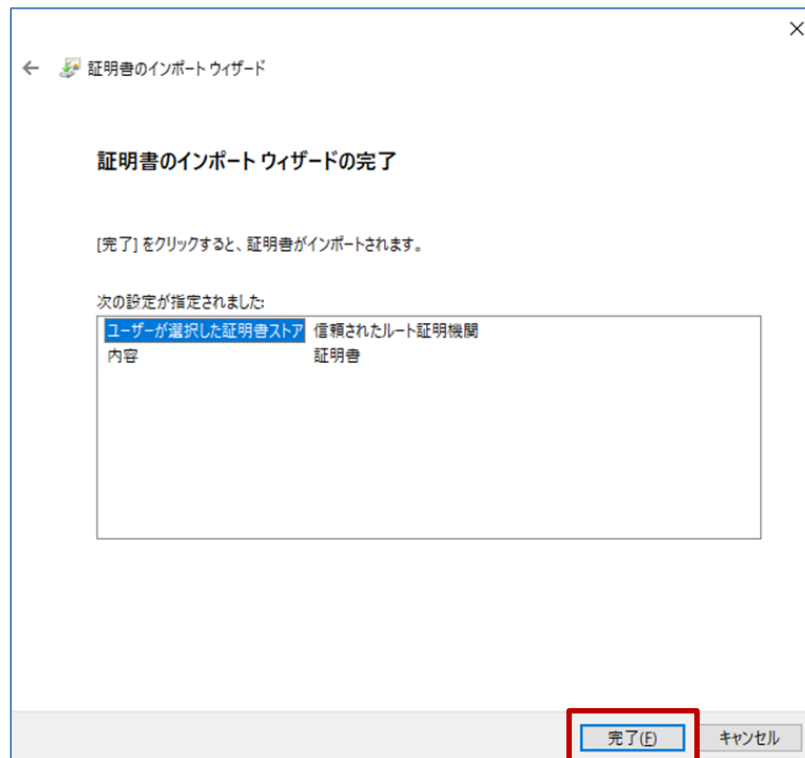 証明書のインポート ウィザード
証明書のインポート ウィザードの完了
[完了] をクリックすると、証明書がインポートされます。
次の設定が指定されました:
ユーザーが選択した証明書ストア 信頼されたルート証明機関
内容 証明書
完了(F) キャンセル